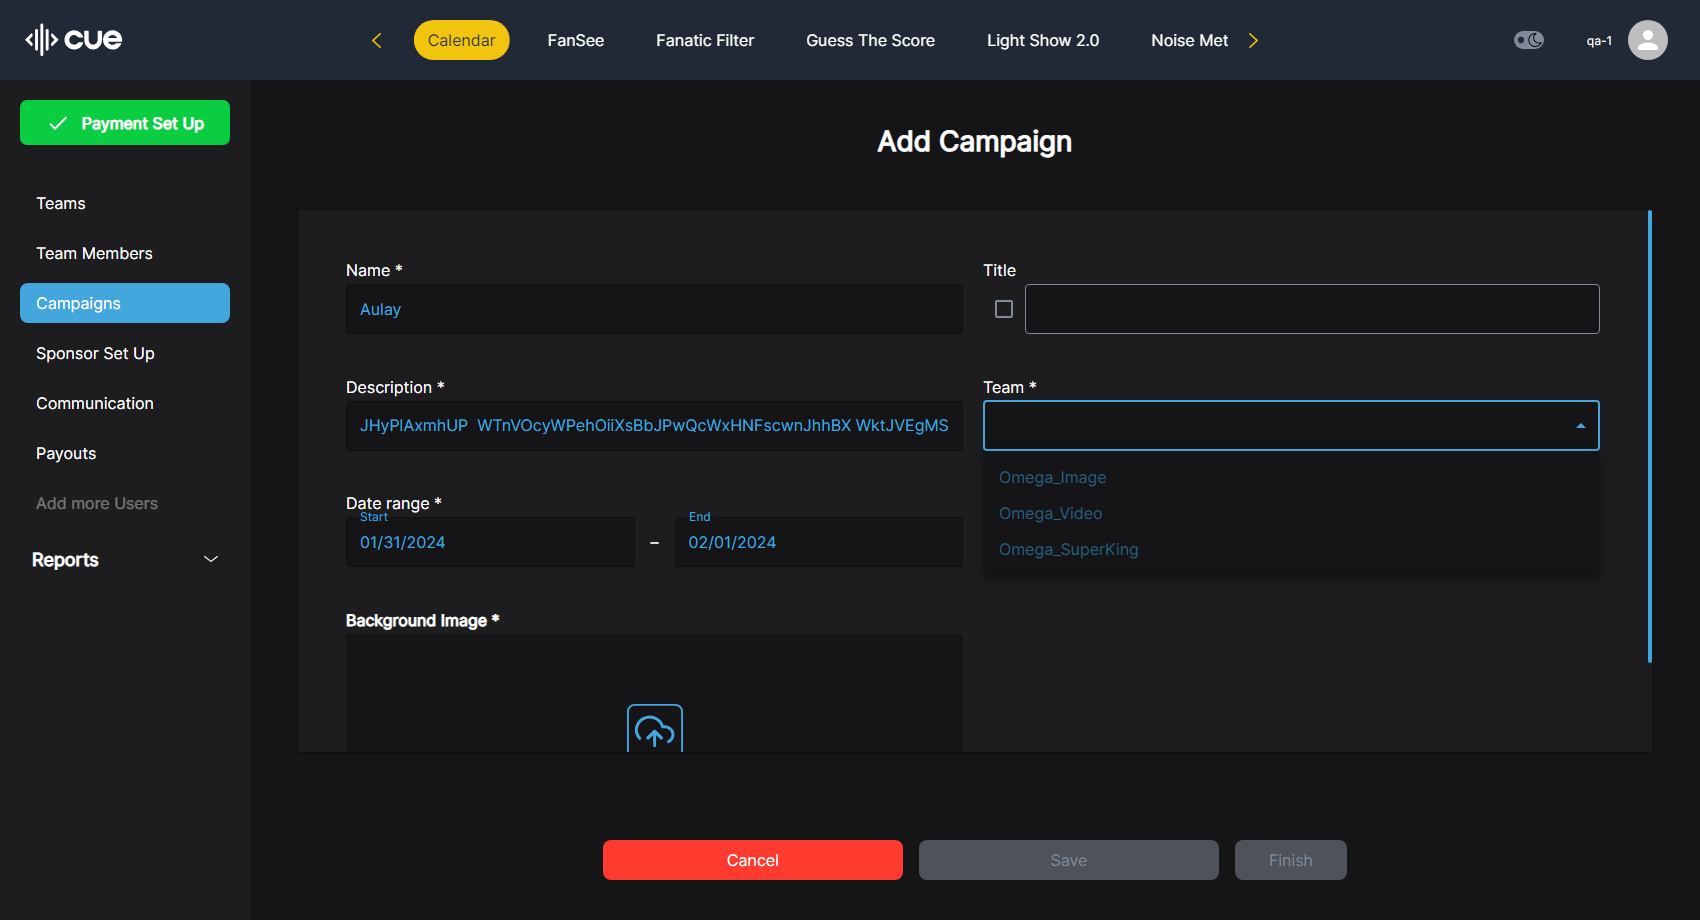 cue
Calendar
FanSee
Fanatic Filter
Guess The Score
Light Show 2.0
Noise Met
qa-1
Payment Set Up
Teams
Team Members
Campaigns
Sponsor Set Up
Communication
Payouts
Add more Users
Reports
Add Campaign
Name *
Aulay
Title
Description *
JHyPlAxmhUP  WTnVOcyWPehOiiXsBbJPwQcWxHNFscwnJhhBX WktJVEgMS
Team *
Omega_Image
Omega_Video
Omega_SuperKing
Date range *
Start
01/31/2024
–
End
02/01/2024
Background Image *
Cancel
Save
Finish